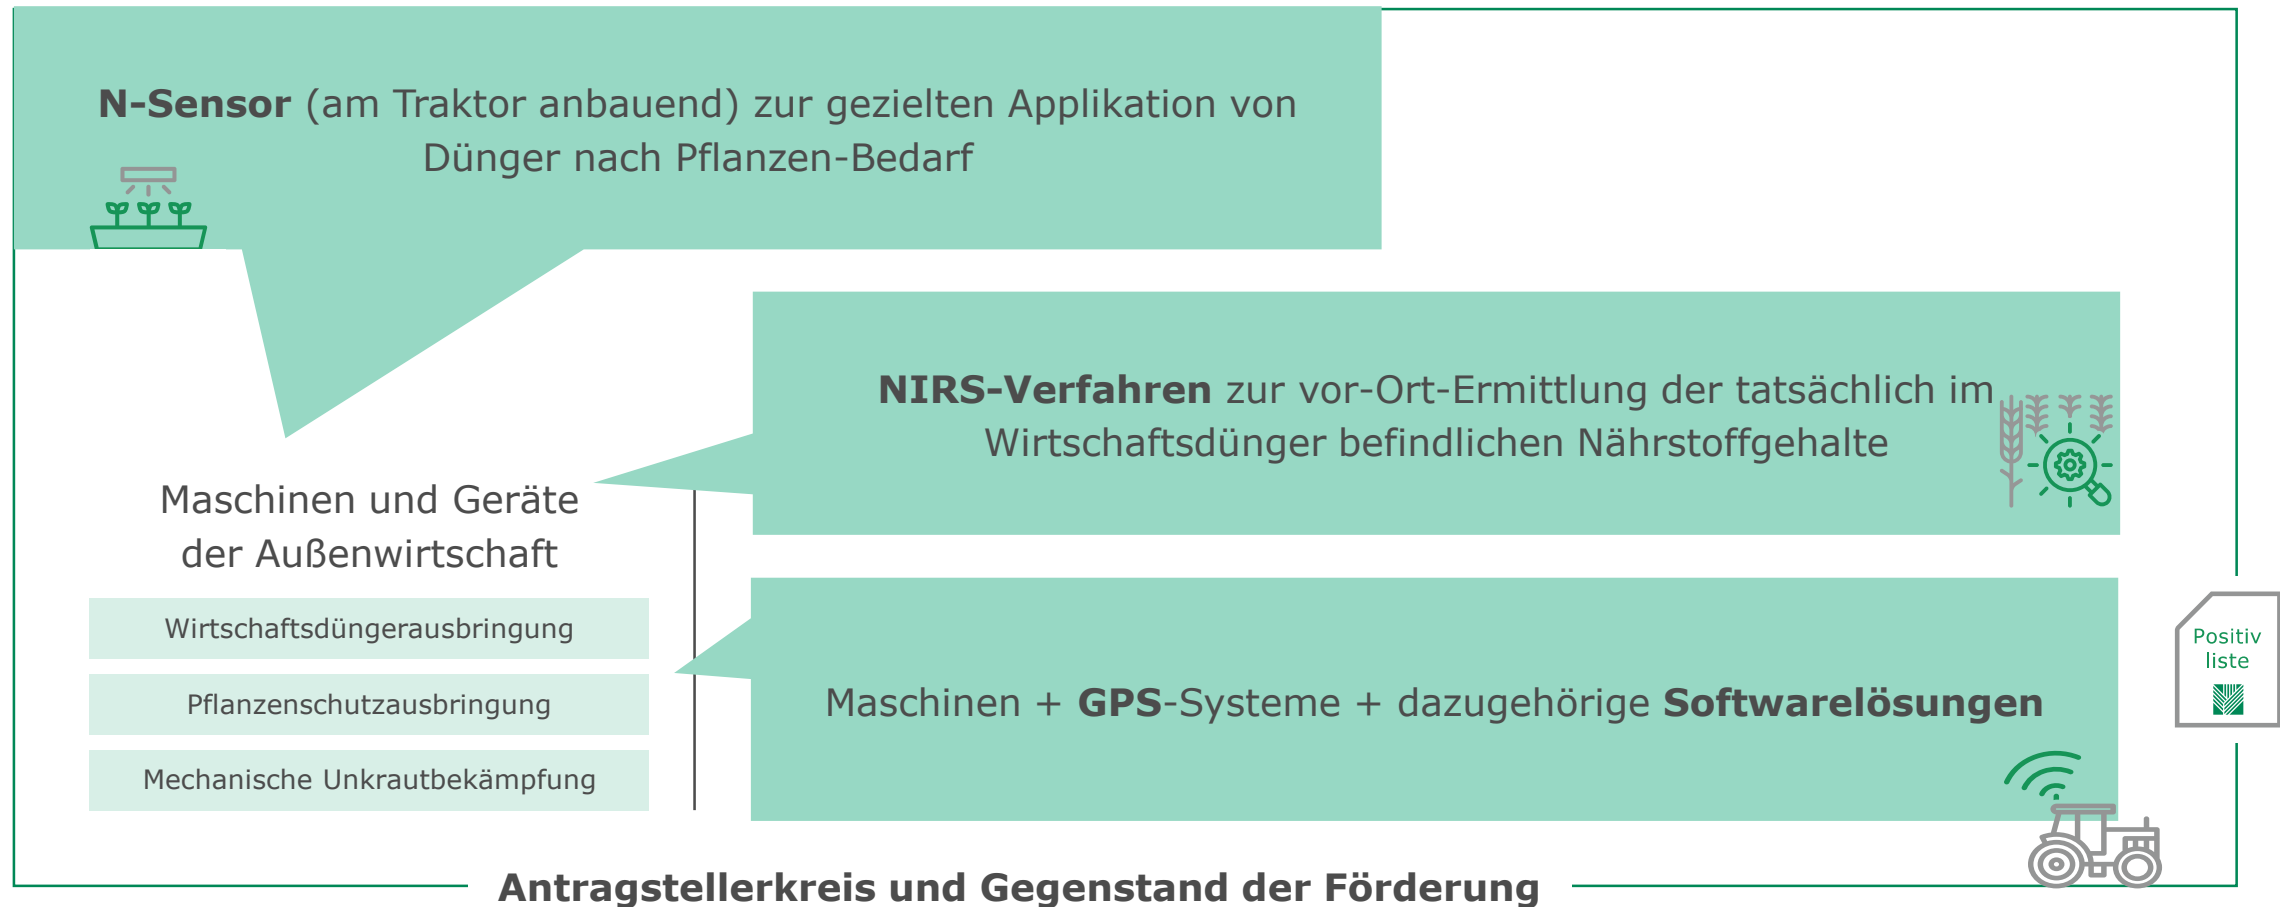 N-Sensor (am Traktor anbauend) zur gezielten Applikation von
Dünger nach Pflanzen-Bedarf
NIRS-Verfahren zur vor-Ort-Ermittlung der tatsächlich im
Wirtschaftsdünger befindlichen Nährstoffgehalte
Maschinen und Geräte
der Außenwirtschaft
Wirtschaftsdüngerausbringung
Pflanzenschutzausbringung
Mechanische Unkrautbekämpfung
Maschinen + GPS-Systeme + dazugehörige Softwarelösungen
Positiv
liste
Antragstellerkreis und Gegenstand der Förderung